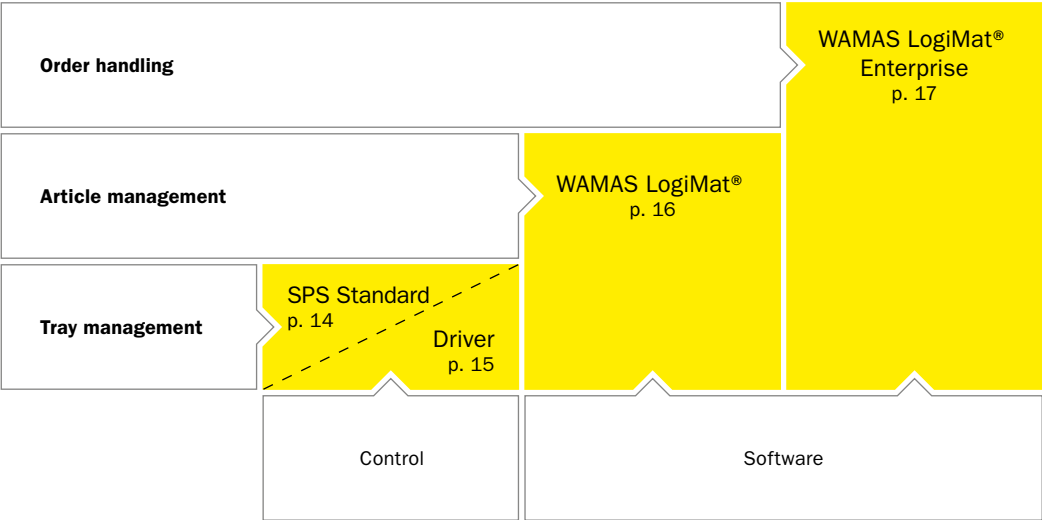 Order handling
WAMAS LogiMat®
Enterprise
p. 17
Article management
WAMAS LogiMat®
p. 16
Tray management
SPS Standard
p. 14
Driver
p. 15
Control
Software